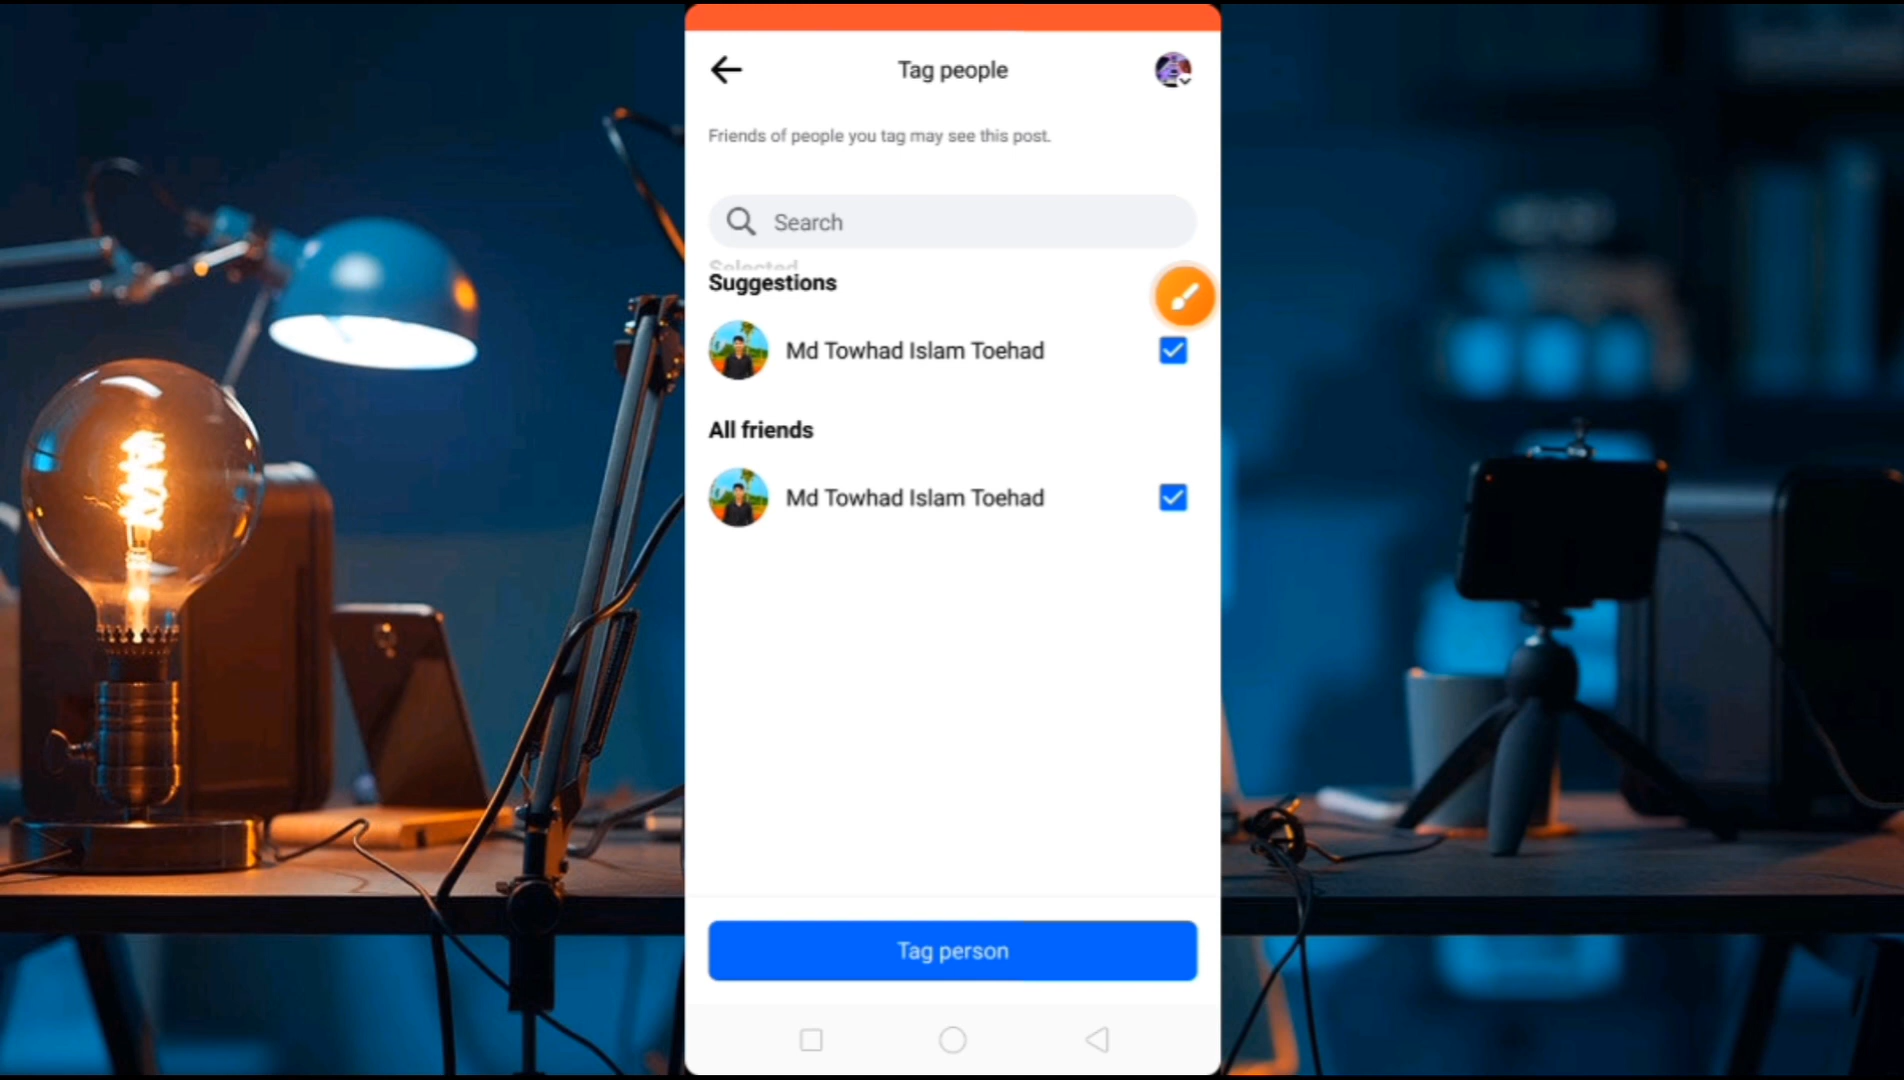 Tag people
Friends of people you tag may see this post.
Search
Selected
Suggestions
Md Towhad Islam Toehad
All friends
Md Towhad Islam Toehad
Tag person